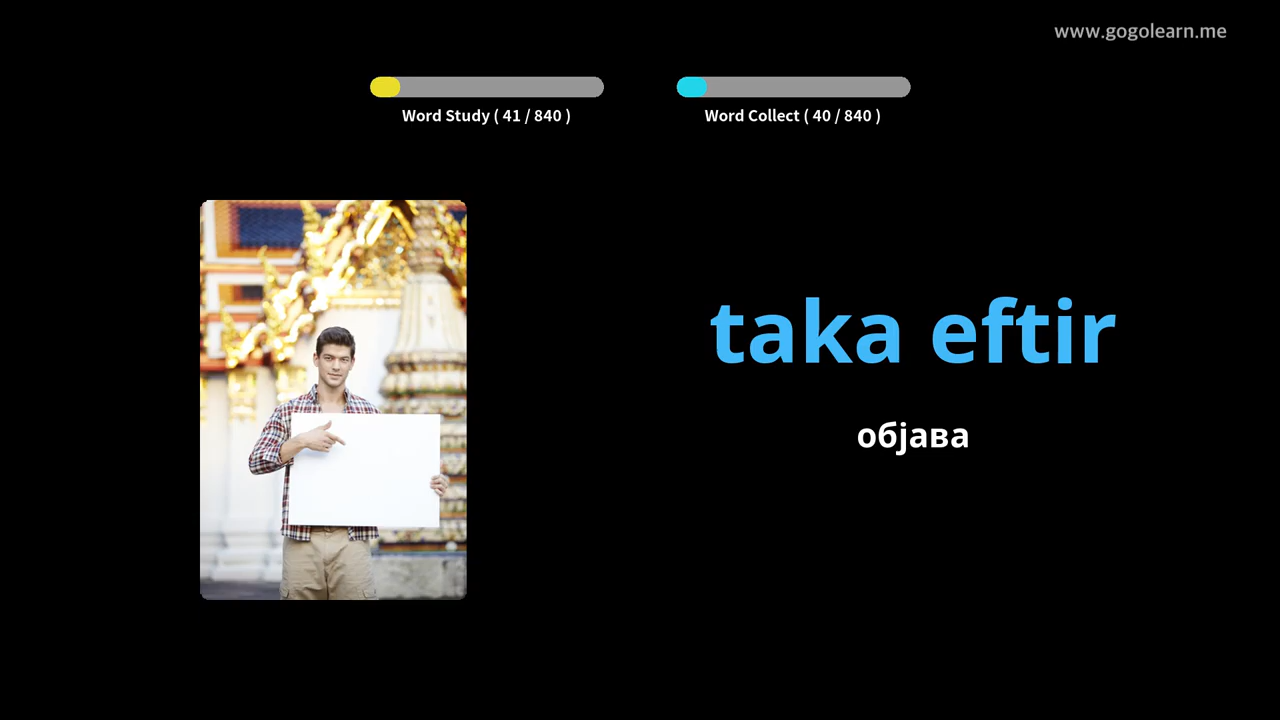 www.gogolearn.me
Word Study ( 41 / 840 )
Word Collect ( 40 / 840 )
taka eftir
објава